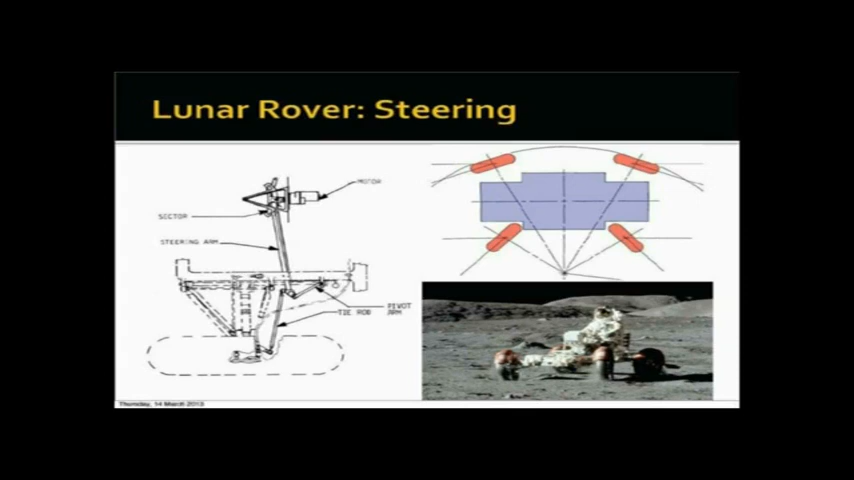 Lunar Rover: Steering
MOTOR
SECTOR
STEERING ARM
PIVOT
TIE ROD ARM
Thursday, 14 March 2013